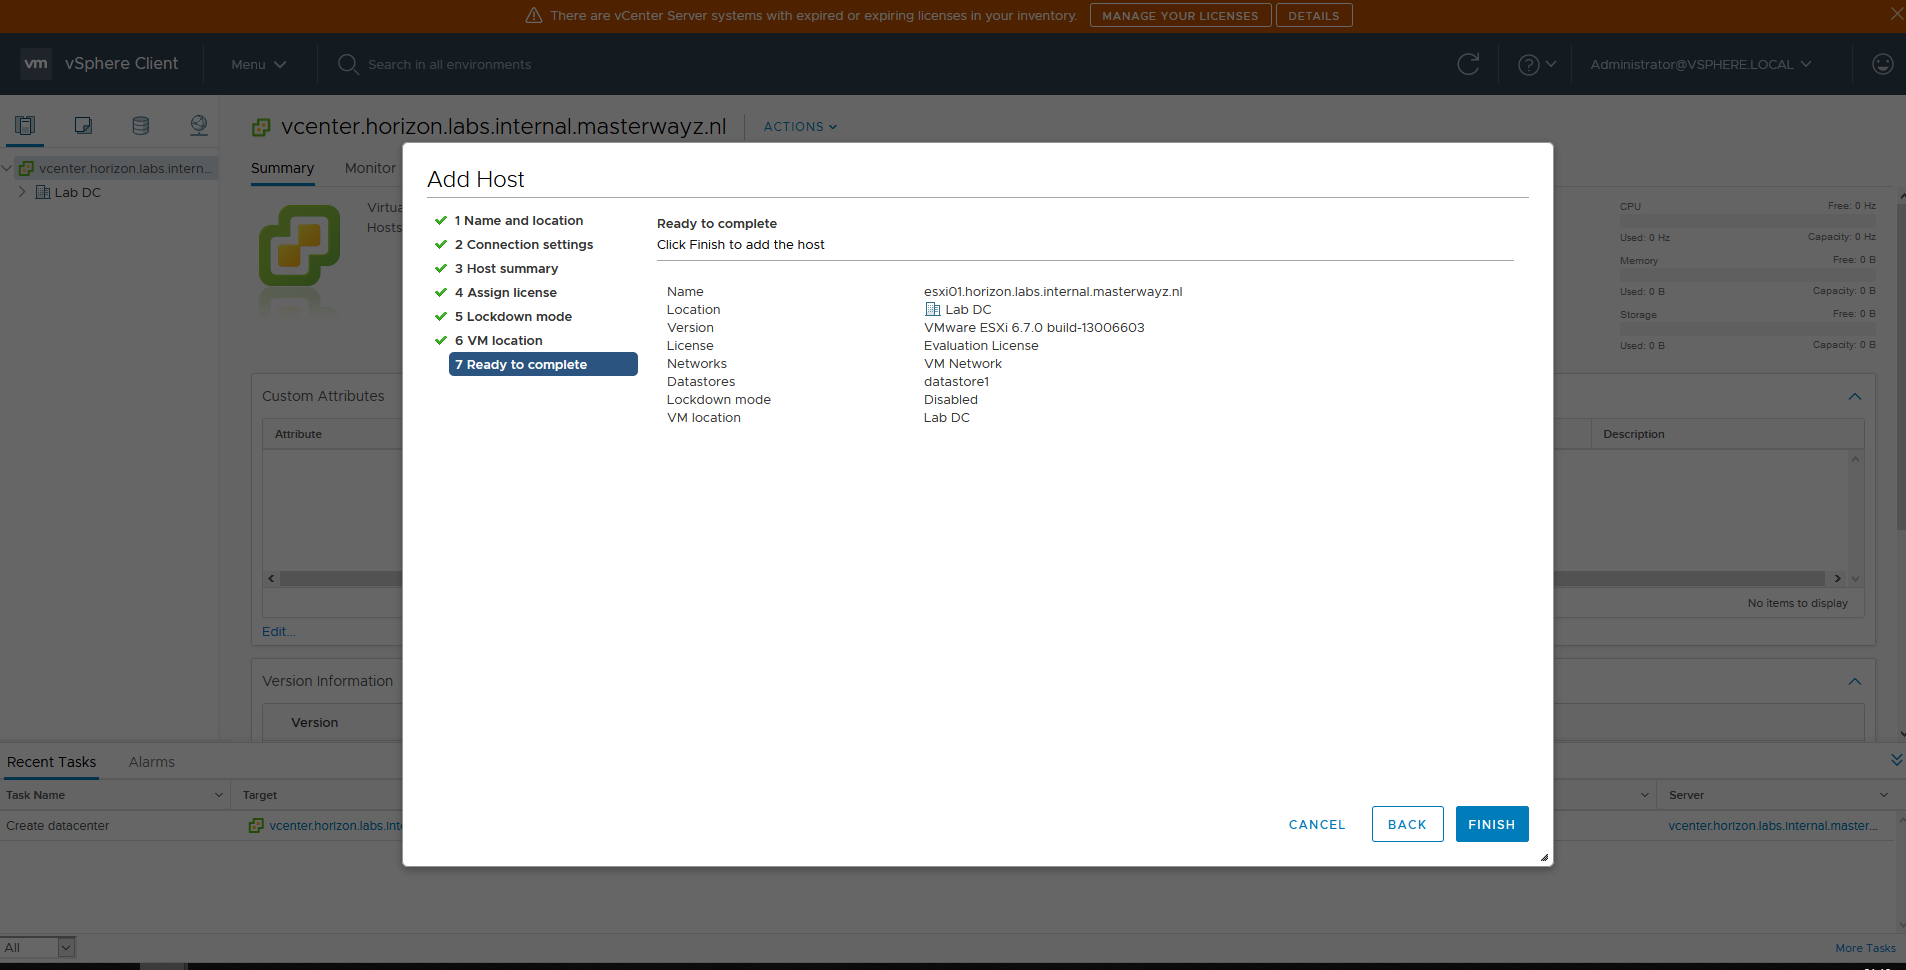 There are vCenter Server systems with expired or expiring licenses in your inventory. MANAGE YOUR LICENSES DETAILS
vm vSphere Client Menu Search in all environments Administrator@VSPHERE.LOCAL
vcenter.horizon.labs.internal.masterwayz.nl ACTIONS
vcenter.horizon.labs.intern...
Lab DC
Summary Monitor
Virtua
Hosts
CPU Free: 0 Hz
Used: 0 Hz Capacity: 0 Hz
Memory Free: 0 B
Used: 0 B Capacity: 0 B
Storage Free: 0 B
Used: 0 B Capacity: 0 B
Add Host
1 Name and location
2 Connection settings
3 Host summary
4 Assign license
5 Lockdown mode
6 VM location
7 Ready to complete
Ready to complete
Click Finish to add the host
Name esxi01.horizon.labs.internal.masterwayz.nl
Location Lab DC
Version VMware ESXi 6.7.0 build-13006603
License Evaluation License
Networks VM Network
Datastores datastore1
Lockdown mode Disabled
VM location Lab DC
CANCEL BACK FINISH
Custom Attributes
Attribute Description
No items to display
Edit...
Version Information
Version
Recent Tasks Alarms
Task Name Target Server
Create datacenter vcenter.horizon.labs.inte vcenter.horizon.labs.internal.master...
All More Tasks